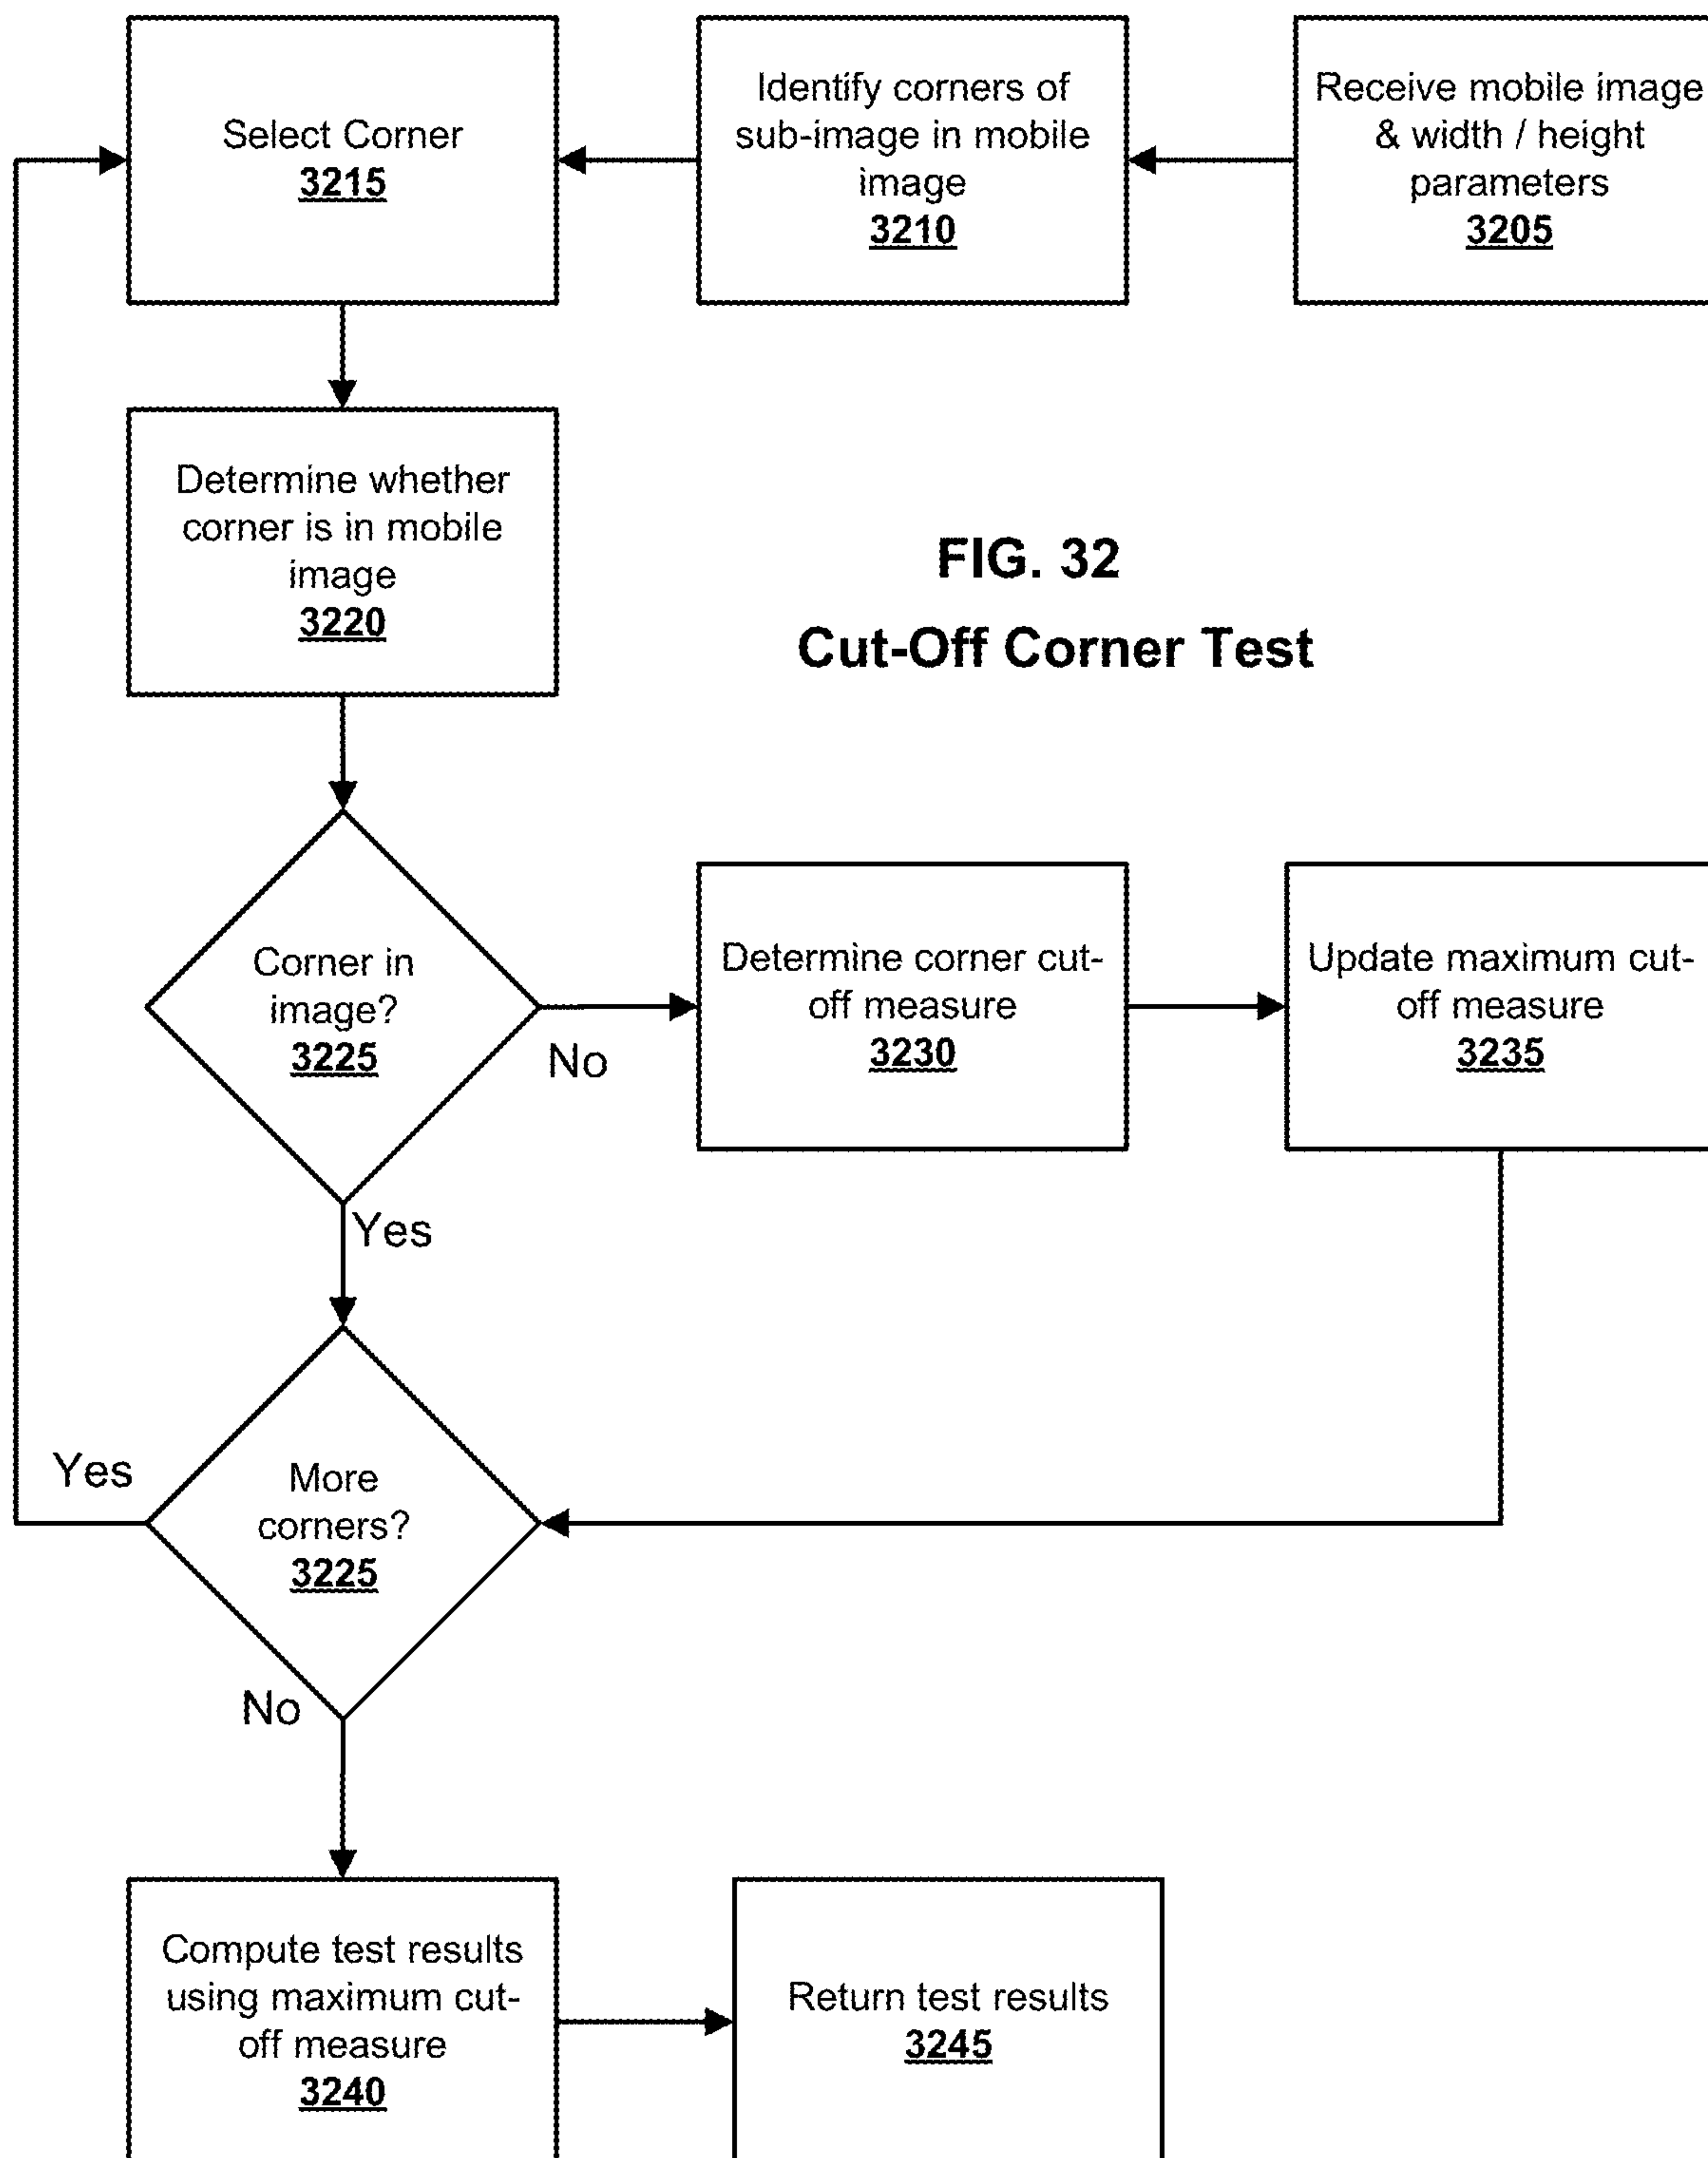 Select Corner
3215
Identify corners of
sub-image in mobile
image
3210
Receive mobile image
& width / height
parameters
3205
Determine whether
corner is in mobile
image
3220
FIG. 32
Cut-Off Corner Test
Corner in
image?
3225
No
Yes
Determine corner cut-
off measure
3230
Update maximum cut-
off measure
3235
More
corners?
3225
Yes
No
Compute test results
using maximum cut-
off measure
3240
Return test results
3245